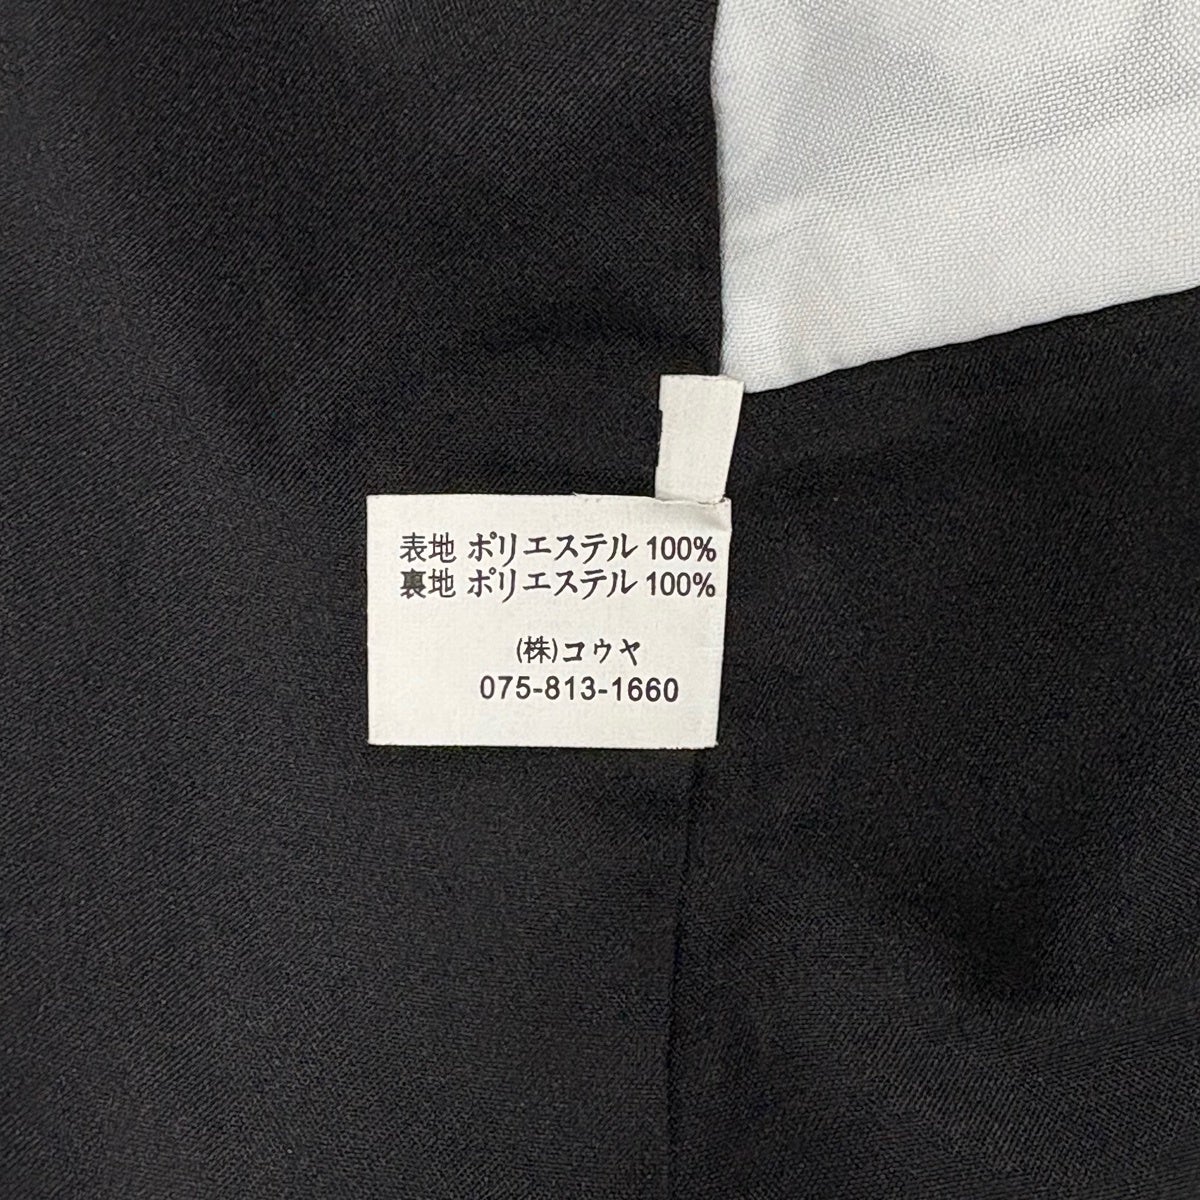 表地 ポリエステル 100%
裏地 ポリエステル 100%
(株)コウヤ
075-813-1660